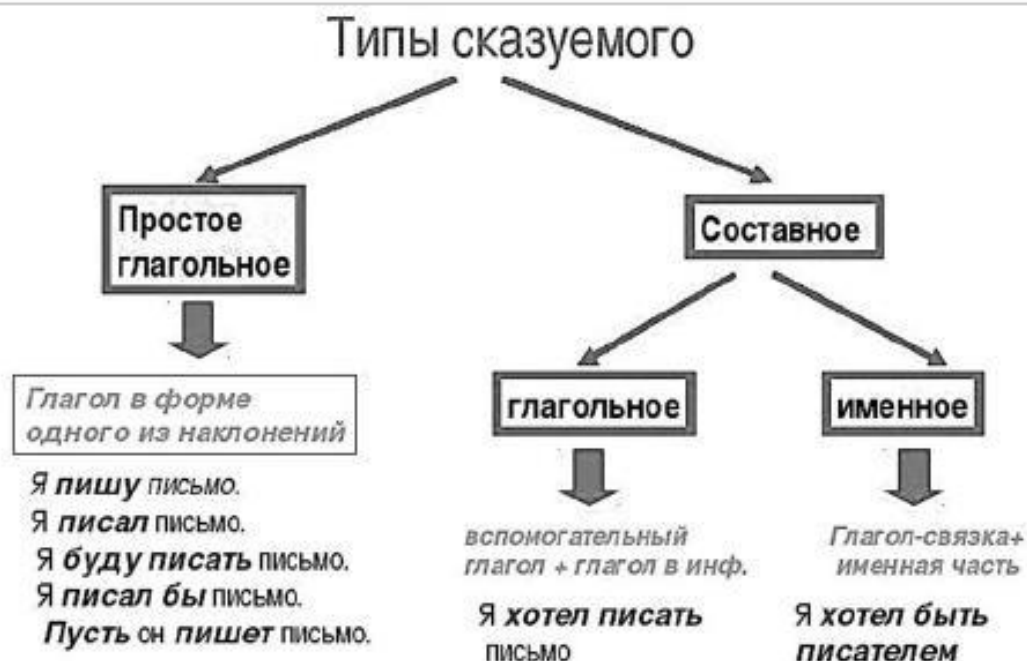 Типы сказуемого
Простое
глагольное
Глагол в форме
одного из наклонений
Я пишу письмо.
Я писал письмо.
Я буду писать письмо.
Я писал бы письмо.
Пусть он пишет письмо.
Составное
глагольное
вспомогательный
глагол + глагол в инф.
Я хотел писать
письмо
именное
Глагол-связка+
именная часть
Я хотел быть
писателем